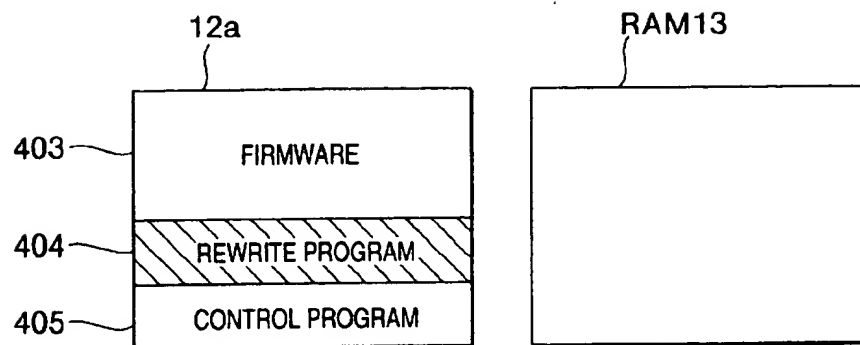 12a
RAM13
403
FIRMWARE
404
REWRITE PROGRAM
405
CONTROL PROGRAM